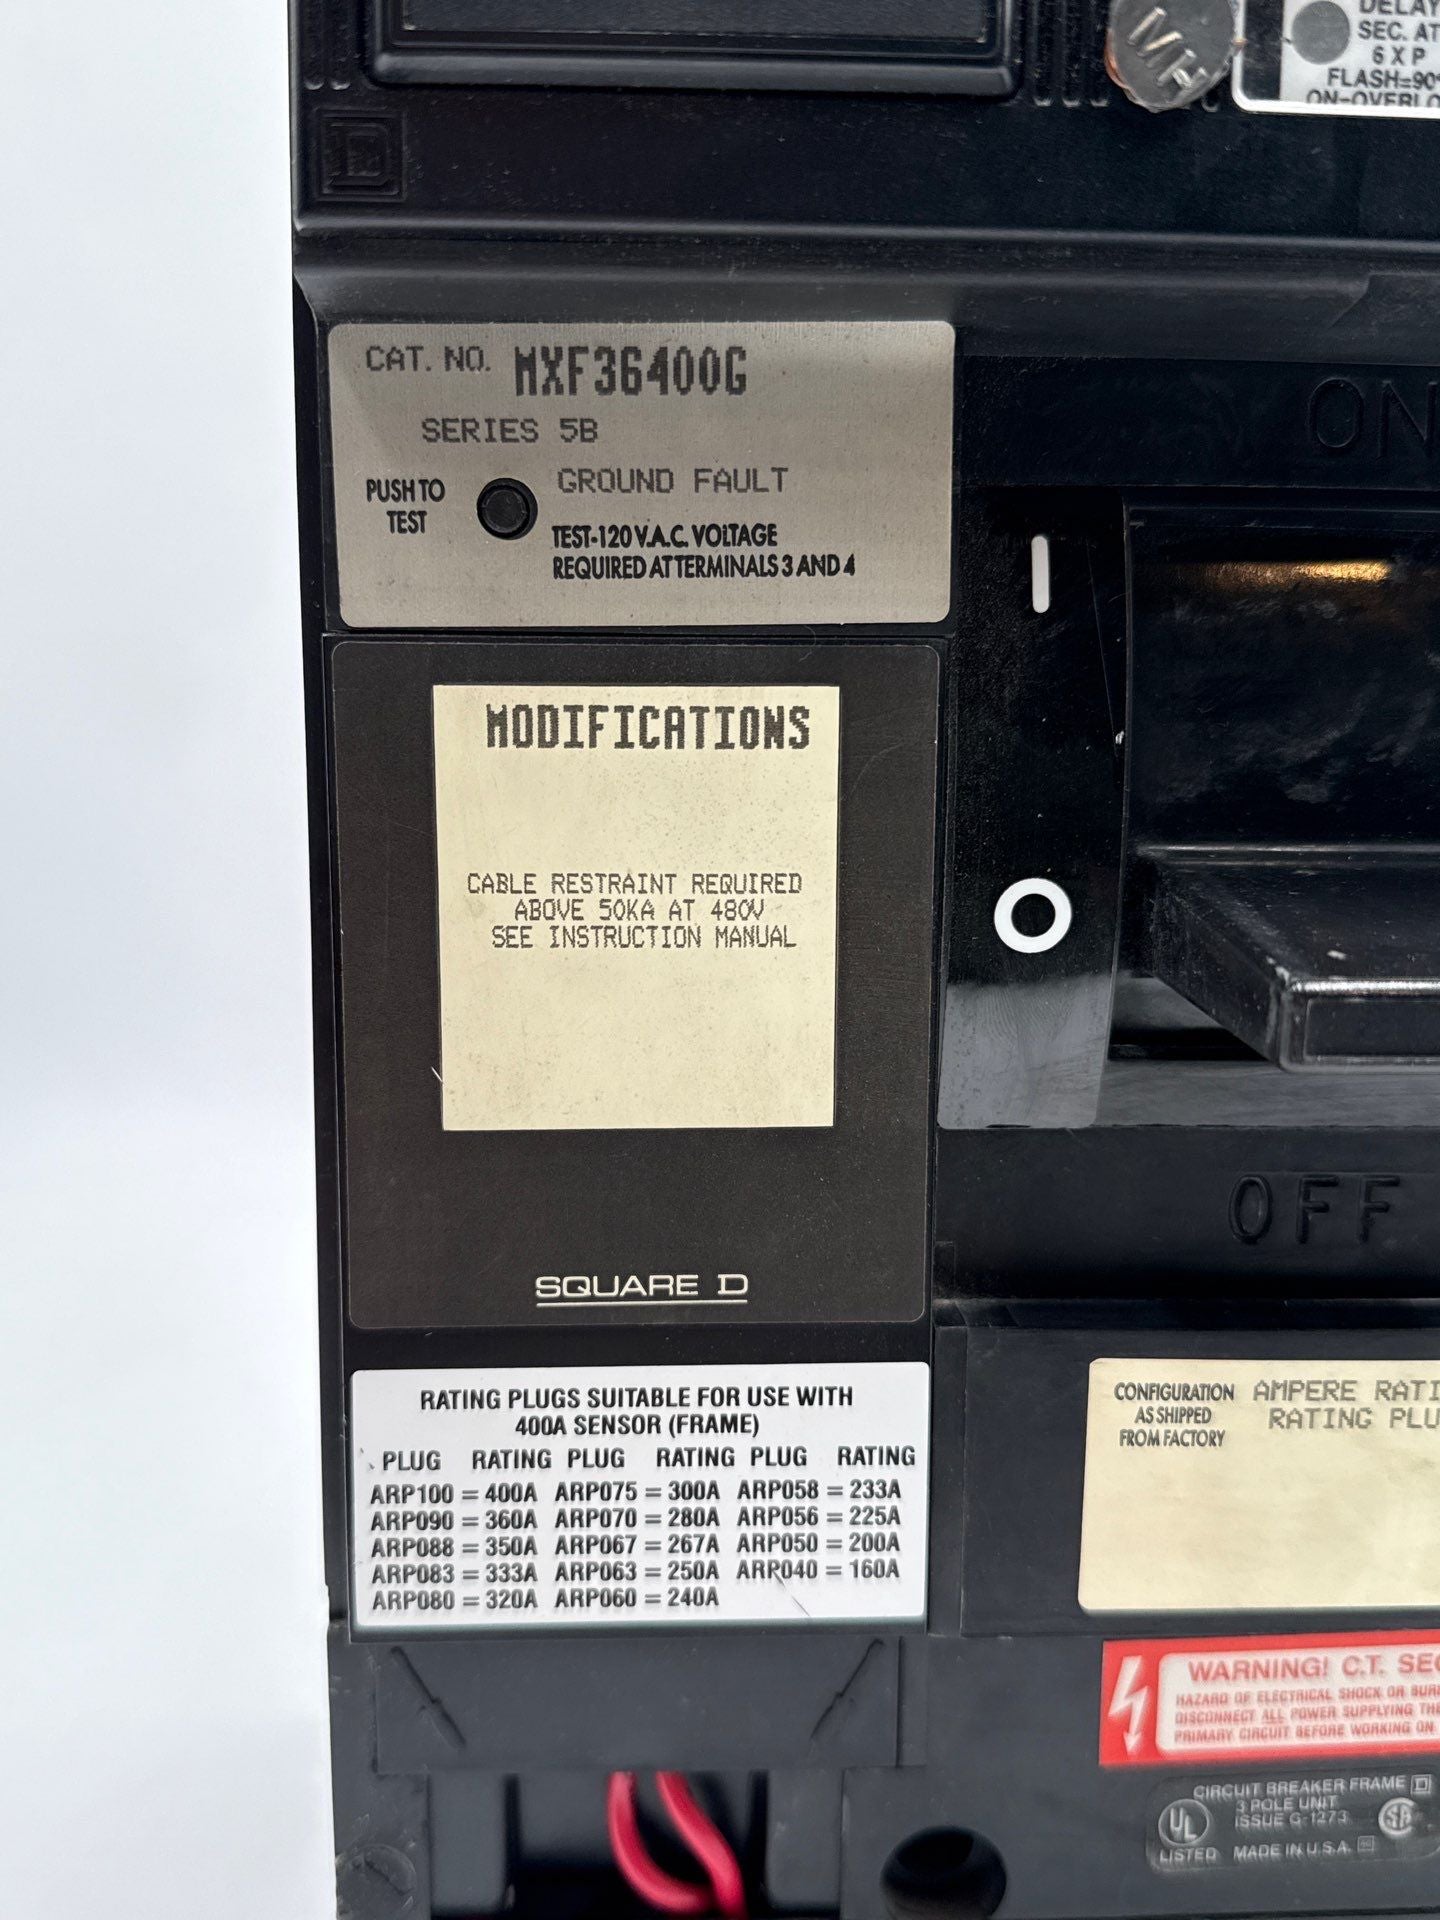 DELAY
SEC. AT
6 X P
FLASH=90%
ON-OVERLO
WH
D
CAT. NO. MXF36400G
SERIES 5B
PUSH TO
TEST
GROUND FAULT
TEST-120 V.A.C. VOLTAGE
REQUIRED AT TERMINALS 3 AND 4
ON
MODIFICATIONS
CABLE RESTRAINT REQUIRED
ABOVE 50KA AT 480V
SEE INSTRUCTION MANUAL
OFF
SQUARE D
RATING PLUGS SUITABLE FOR USE WITH
400A SENSOR (FRAME)
PLUG RATING PLUG RATING PLUG RATING
ARP100 = 400A ARP075 = 300A ARP058 = 233A
ARP090 = 360A ARP070 = 280A ARP056 = 225A
ARP088 = 350A ARP067 = 267A ARP050 = 200A
ARP083 = 333A ARP063 = 250A ARP040 = 160A
ARP080 = 320A ARP060 = 240A
CONFIGURATION
AS SHIPPED
FROM FACTORY
AMPERE RATI
RATING PLU
WARNING! C.T. SEC
HAZARD OF ELECTRICAL SHOCK OR BUR
DISCONNECT ALL POWER SUPPLYING THE
PRIMARY CIRCUIT BEFORE WORKING ON
CIRCUIT BREAKER FRAME D
3 POLE UNIT
ISSUE G-1273
UL
LISTED
SA
MADE IN U.S.A.